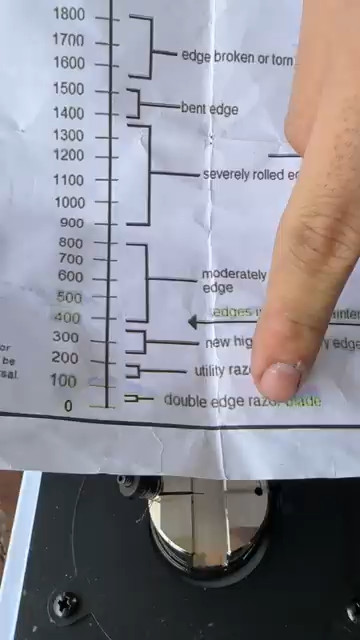 1800
1700
edge broken or torn
1600
1500
bent edge
1400
1300
1200
severely rolled
1100
1000
900
800
700
moderately
600
edge
500
edges
400
300
new
or
be
200
utility
100
double edge razor blade
0